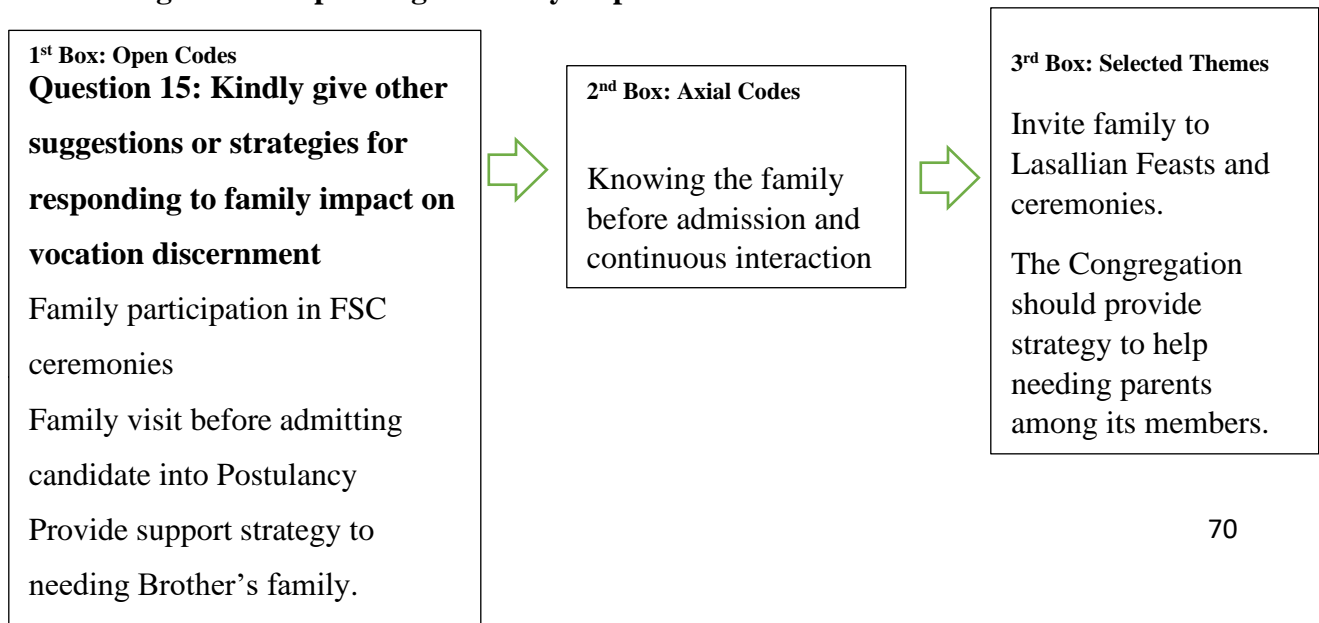 1st Box: Open Codes
Question 15: Kindly give other
suggestions or strategies for
responding to family impact on
vocation discernment
Family participation in FSC
ceremonies
Family visit before admitting
candidate into Postulancy
Provide support strategy to
needing Brother’s family.
2nd Box: Axial Codes
Knowing the family
before admission and
continuous interaction
3rd Box: Selected Themes
Invite family to
Lasallian Feasts and
ceremonies.
The Congregation
should provide
strategy to help
needing parents
among its members.
70